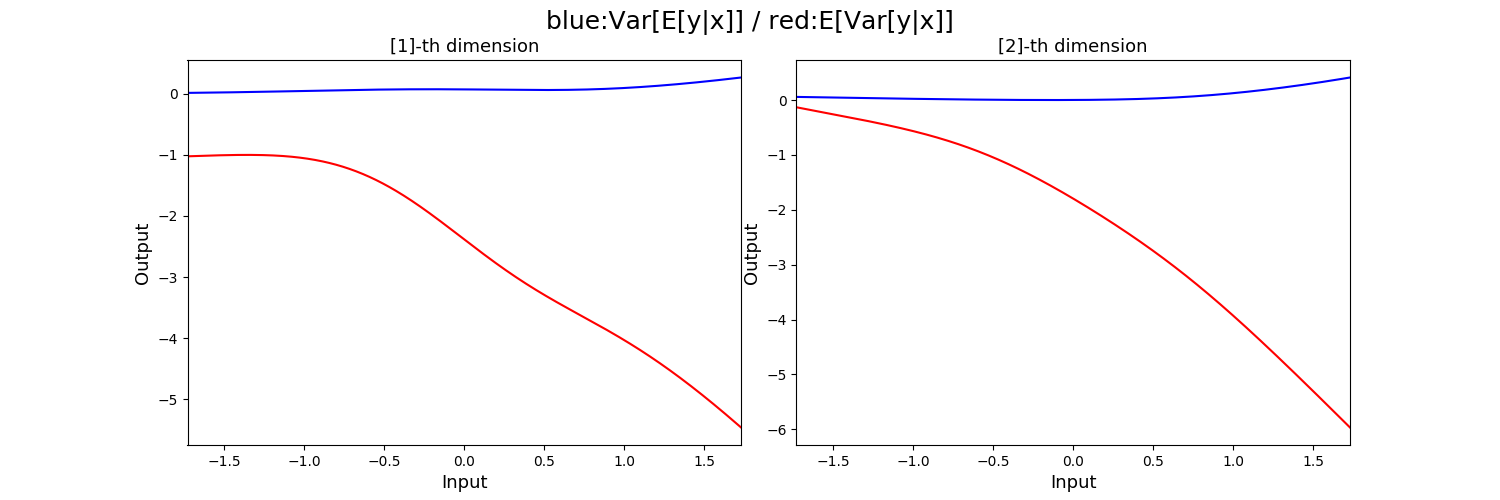 blue:Var[E[y|x]] / red:E[Var[y|x]]
[1]-th dimension
Output
0
−1
−2
−3
−4
−5
−1.5 −1.0 −0.5 0.0 0.5 1.0 1.5
Input
[2]-th dimension
Output
0
−1
−2
−3
−4
−5
−6
−1.5 −1.0 −0.5 0.0 0.5 1.0 1.5
Input